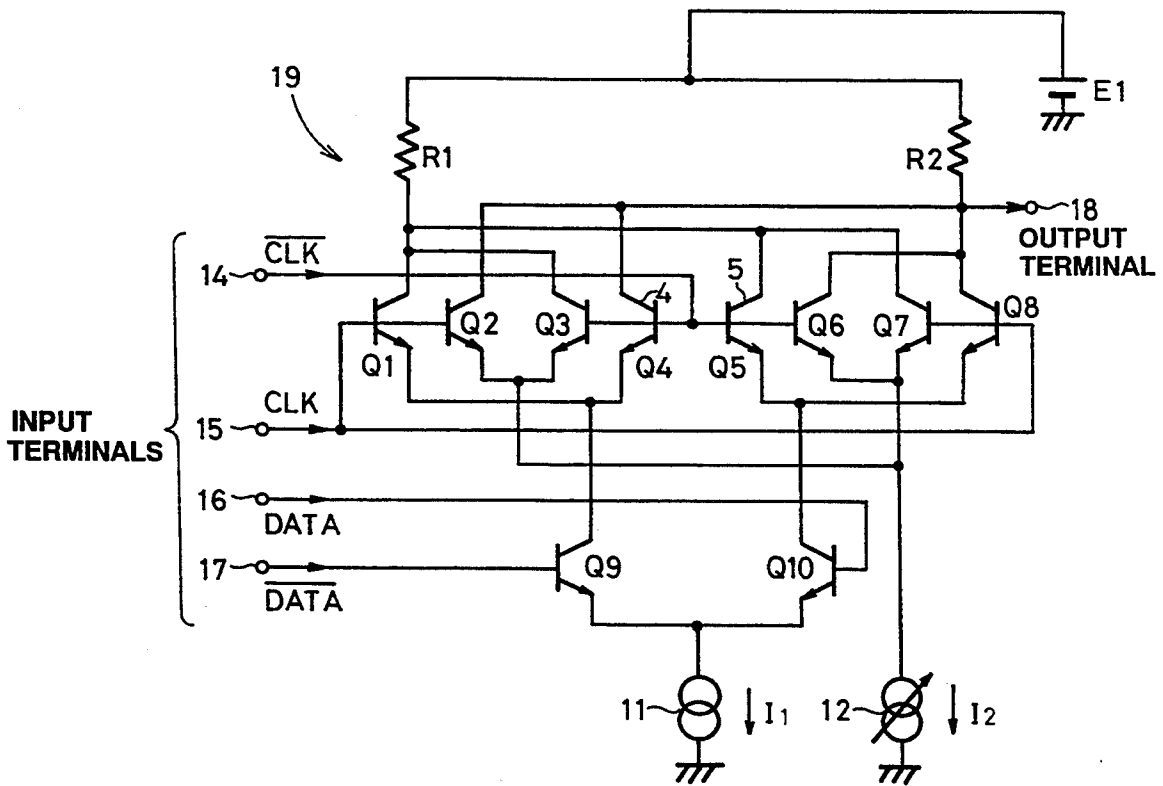 19
E1
R1
R2
18
OUTPUT
TERMINAL
CLK
14
4
5
Q1
Q2
Q3
Q4
Q5
Q6
Q7
Q8
INPUT
TERMINALS
CLK
15
16
DATA
17
DATA
Q9
Q10
11
I1
12
I2